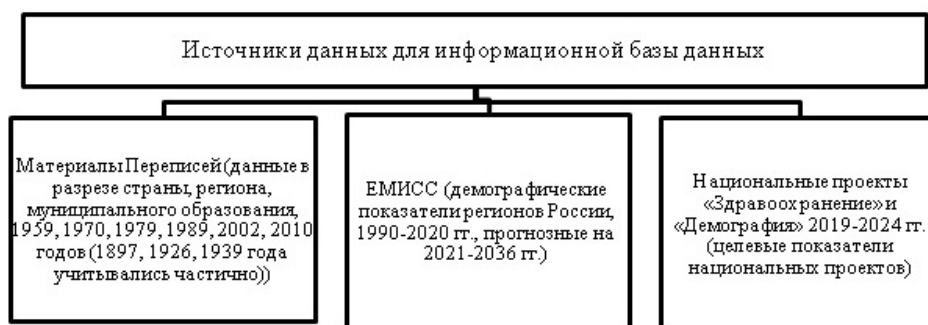 Источники данных для информационной базы данных
Материалы Переписей (данные в
разрезе страны, региона,
муниципального образования,
1959, 1970, 1979, 1989, 2002, 2010
годов (1897, 1926, 1939 года
учитывались частично))
ЕМИСС (демографические
показатели регионов России,
1990-2020 гг., прогнозные на
2021-2036 гг.)
Национальные проекты
«Здравоохранение» и
«Демография» 2019-2024 гг.
(целевые показатели
национальных проектов)